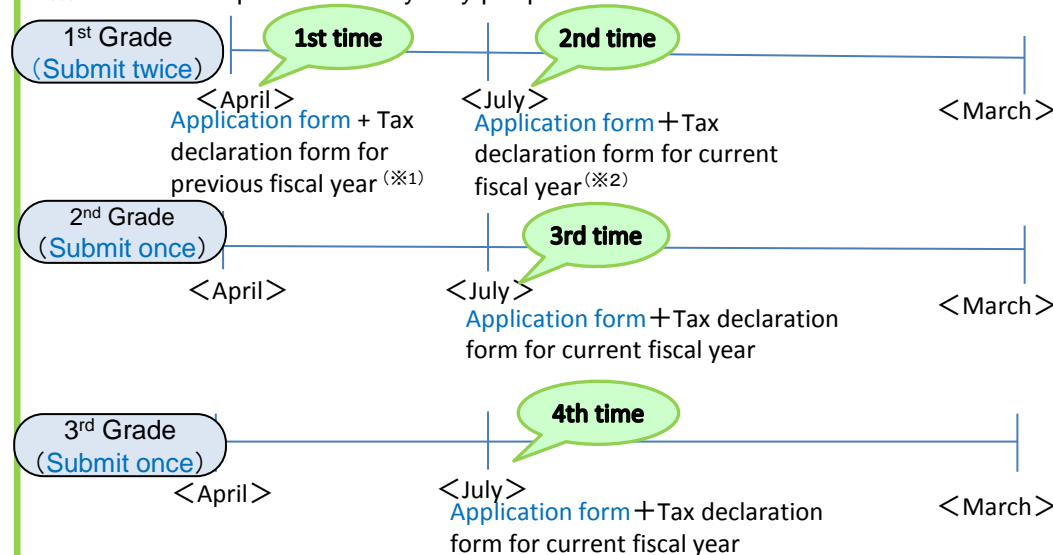 1st Grade
（Submit twice）
1st time
2nd time
＜April＞
＜July＞
＜March＞
Application form + Tax
declaration form for
previous fiscal year（※1）
Application form＋Tax
declaration form for current
fiscal year（※2）
2nd Grade
（Submit once）
3rd time
＜April＞
＜July＞
＜March＞
Application form＋Tax declaration
form for current fiscal year
3rd Grade
（Submit once）
4th time
＜April＞
＜July＞
＜March＞
Application form＋Tax declaration
form for current fiscal year